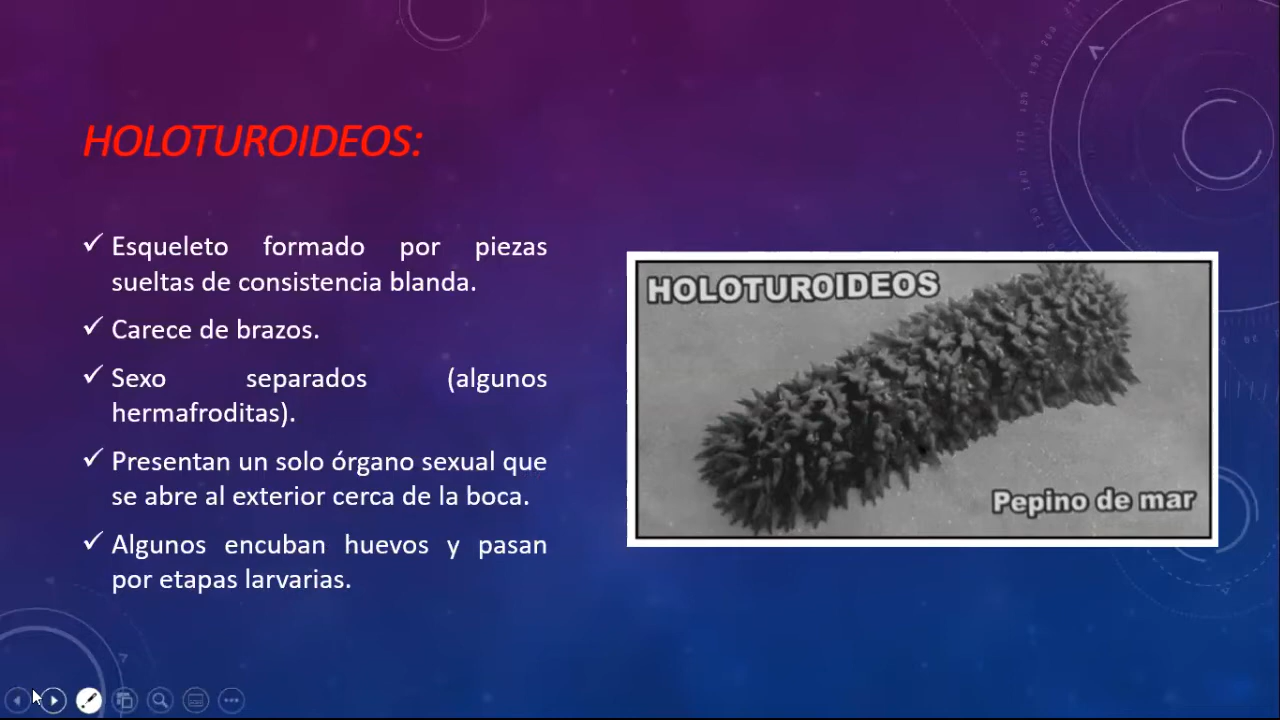 HOLOTUROIDEOS:
✓ Esqueleto formado por piezas
sueltas de consistencia blanda.
✓ Carece de brazos.
✓ Sexo separados (algunos
hermafroditas).
✓ Presentan un solo órgano sexual que
se abre al exterior cerca de la boca.
✓ Algunos encuban huevos y pasan
por etapas larvarias.
HOLOTUROIDEOS
Pepino de mar